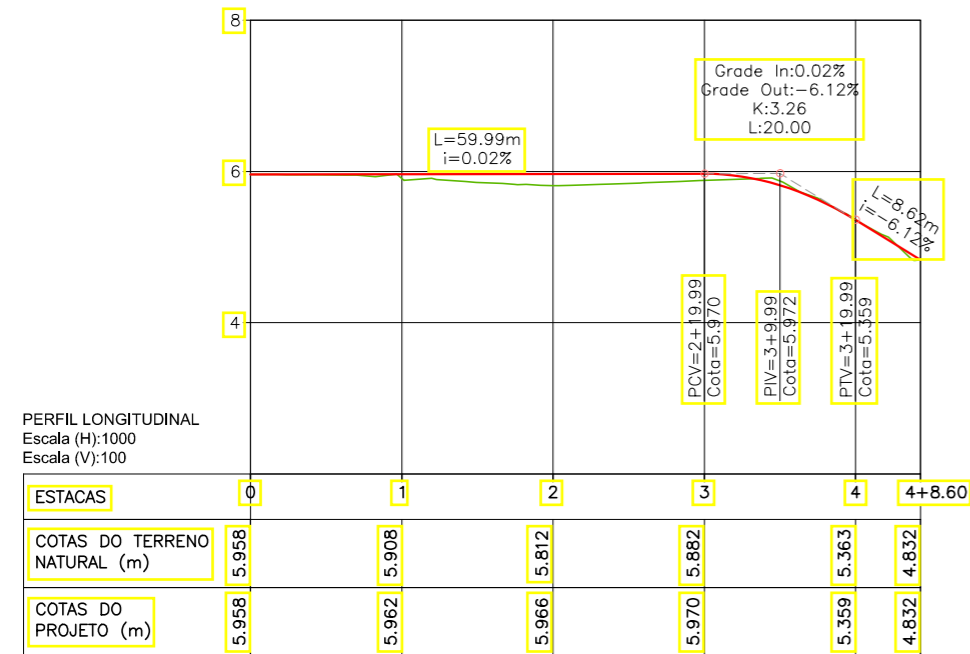 8
Grade In:0.02%
Grade Out:-6.12%
K:3.26
L:20.00
L=59.99m
i=0.02%
6
L=8.62m
i=-6.12%
4
PCV=2+19.99
Cota=5.970
PIV=3+9.99
Cota=5.972
PTV=3+19.99
Cota=5.359
PERFIL LONGITUDINAL
Escala (H):1000
Escala (V):100
ESTACAS 0 1 2 3 4 4+8.60
COTAS DO TERRENO
NATURAL (m) 5.958 5.908 5.812 5.882 5.363 4.832
COTAS DO
PROJETO (m) 5.958 5.962 5.966 5.970 5.359 4.832